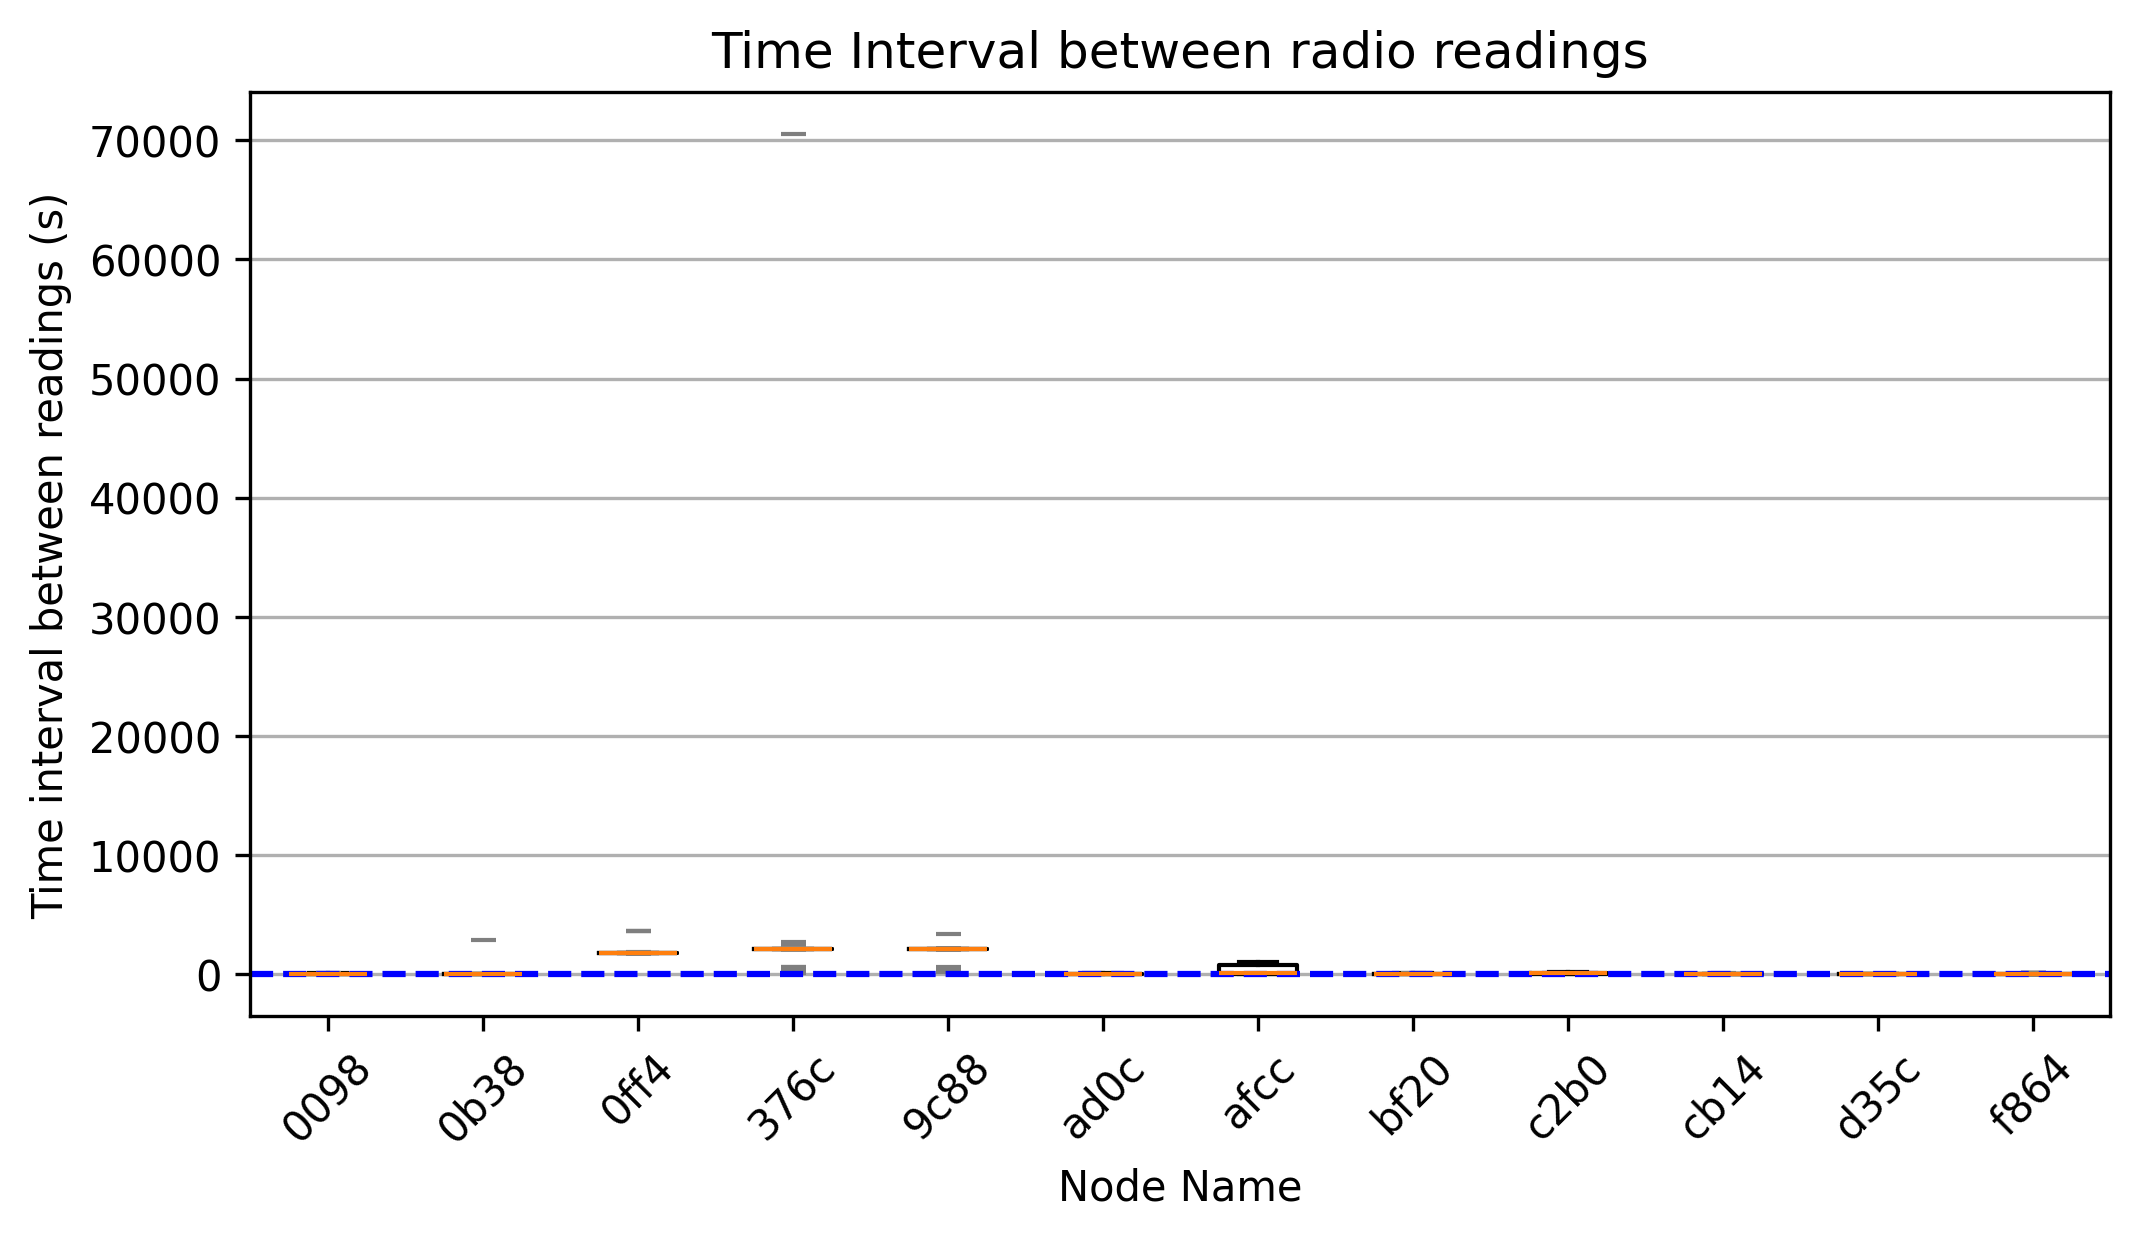 Time Interval between radio readings
Time interval between readings (s)
70000
60000
50000
40000
30000
20000
10000
0
0098
0b38
0ff4
376c
9c88
ad0c
afcc
bf20
c2b0
cb14
d35c
f864
Node Name